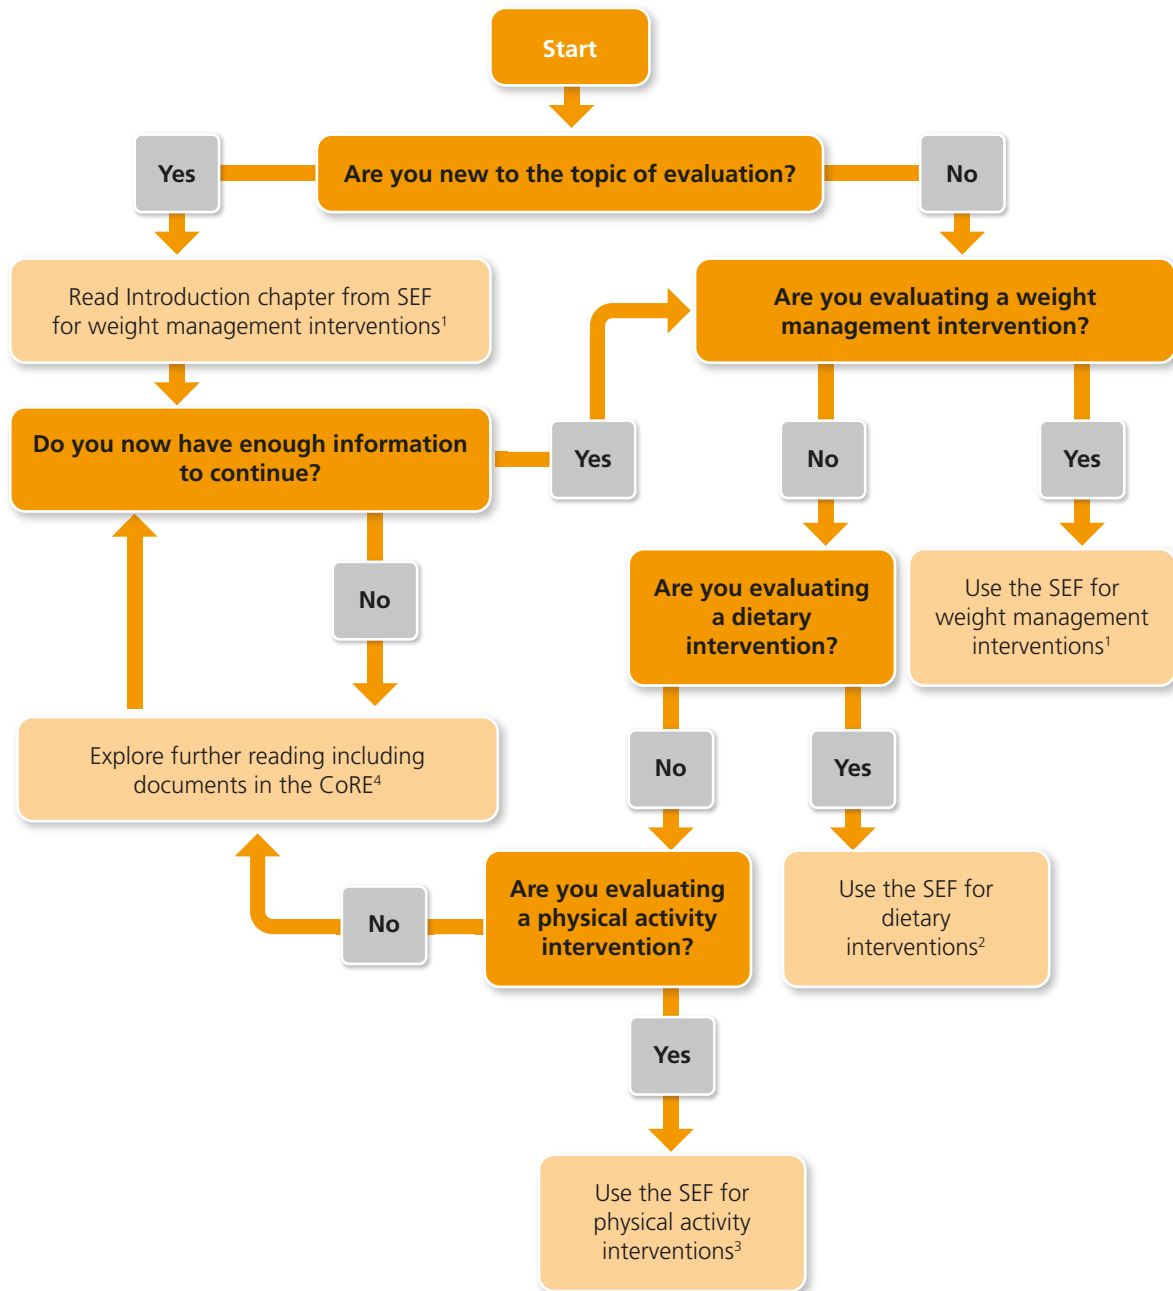 Start
Are you new to the topic of evaluation?
Yes
No
Read Introduction chapter from SEF
for weight management interventions¹
Are you evaluating a weight
management intervention?
Do you now have enough information
to continue?
Yes
No
Yes
No
Are you evaluating
a dietary
intervention?
Use the SEF for
weight management
interventions¹
Explore further reading including
documents in the CoRE⁴
No
Yes
Are you evaluating
a physical activity
intervention?
No
Use the SEF for
dietary
interventions²
Yes
Use the SEF for
physical activity
interventions³